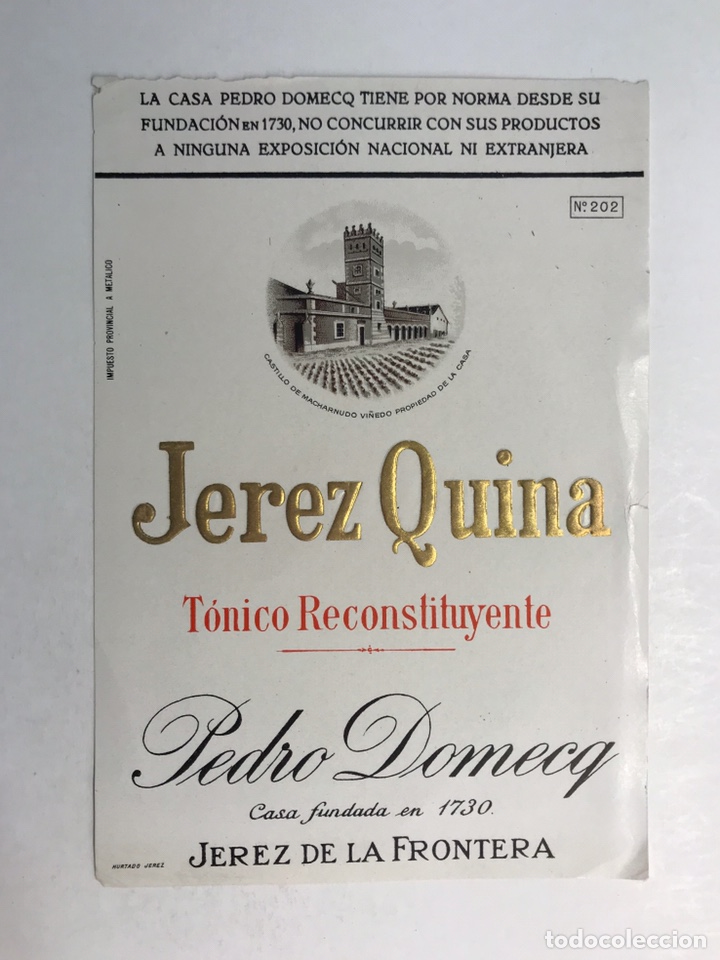 LA CASA PEDRO DOMECQ TIENE POR NORMA DESDE SU
FUNDACIÓN EN 1730, NO CONCURRIR CON SUS PRODUCTOS
A NINGUNA EXPOSICIÓN NACIONAL NI EXTRANJERA
Nº 202
IMPUESTO PROVINCIAL A METALICO
CASTILLO DE MACHARNUDO VIÑEDO PROPIEDAD DE LA CASA
Jerez Quina
Tónico Reconstituyente
Pedro Domecq
Casa fundada en 1730.
JEREZ DE LA FRONTERA
HURTADO JEREZ
todocoleccion